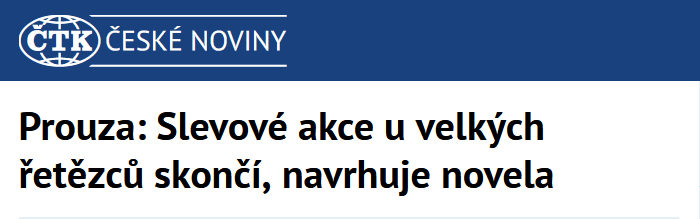 ČTK ČESKÉ NOVINY
Prouza: Slevové akce u velkých
řetězců skončí, navrhuje novela